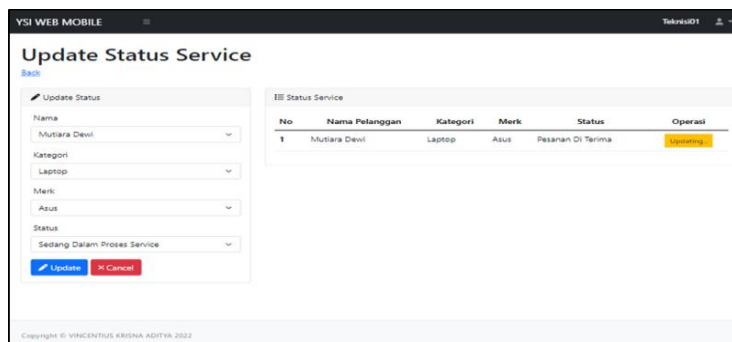 YSI WEB MOBILE
Teknisi01
Update Status Service
Back
Update Status
Nama
Mutiara Dewi
Kategori
Laptop
Merk
Asus
Status
Sedang Dalam Proses Service
Update
× Cancel
Status Service
No Nama Pelanggan Kategori Merk Status Operasi
1 Mutiara Dewi Laptop Asus Pesanan Di Terima Updating..
Copyright © VINCENTIUS KRISNA ADITYA 2022